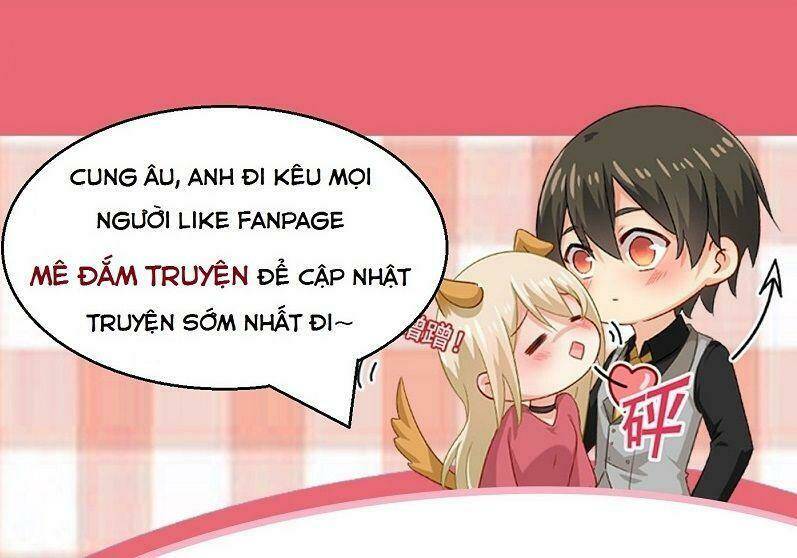 CUNG ÂU, ANH ĐI KÊU MỌI
NGƯỜI LIKE FANPAGE
MÊ ĐẮM TRUYỆN ĐỂ CẬP NHẬT
TRUYỆN SỚM NHẤT ĐI~
蹭蹭!
砰